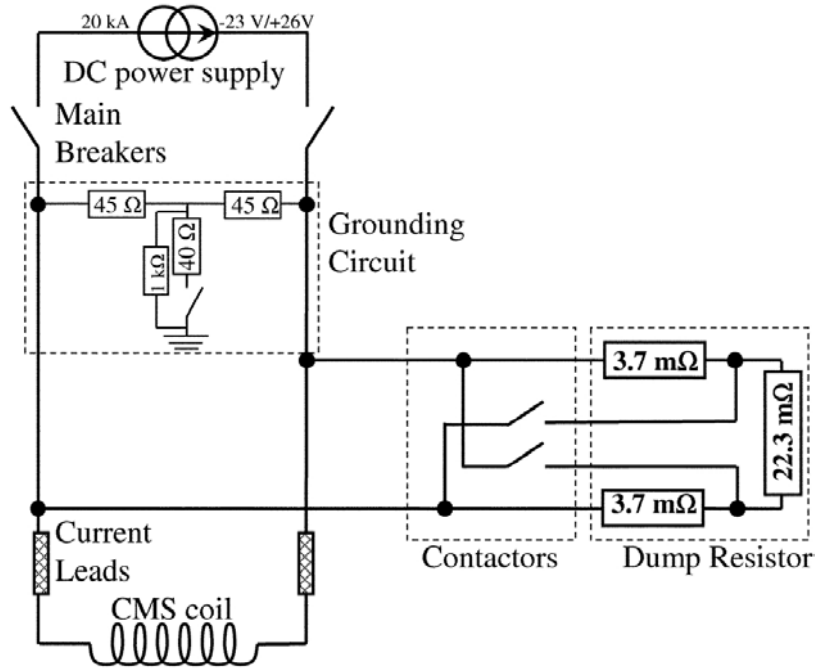 20 kA
-23 V/+26V
DC power supply
Main
Breakers
45 Ω
45 Ω
1 kΩ
40 Ω
Grounding
Circuit
3.7 mΩ
22.3 mΩ
3.7 mΩ
Contactors
Dump Resistor
Current
Leads
CMS coil